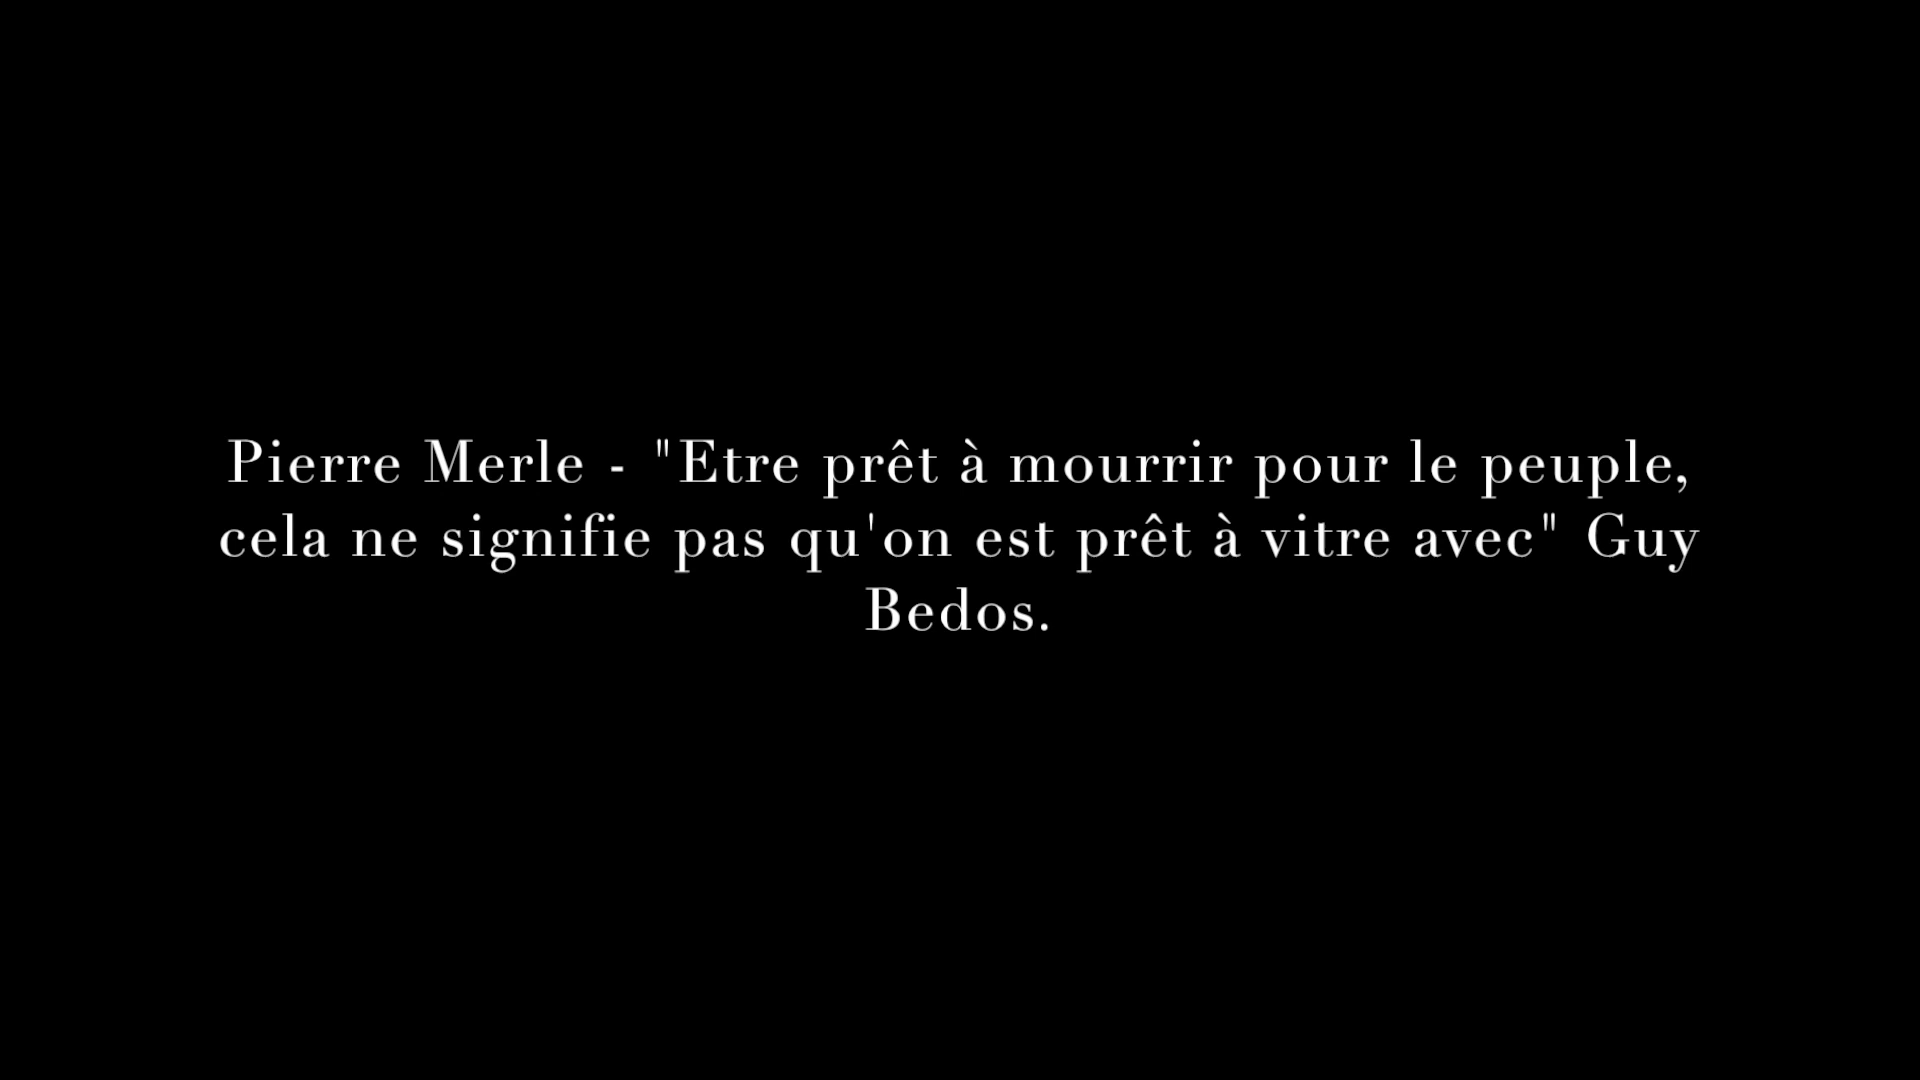 Pierre Merle - "Etre prêt à mourrir pour le peuple,
cela ne signifie pas qu'on est prêt à vitre avec" Guy
Bedos.